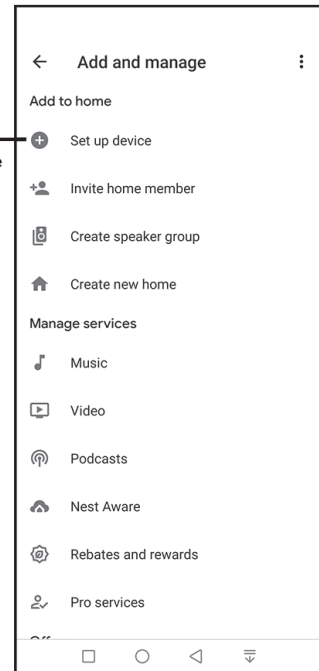 Add and manage
Add to home
Set up device
Invite home member
Create speaker group
Create new home
Manage services
Music
Video
Podcasts
Nest Aware
Rebates and rewards
Pro services